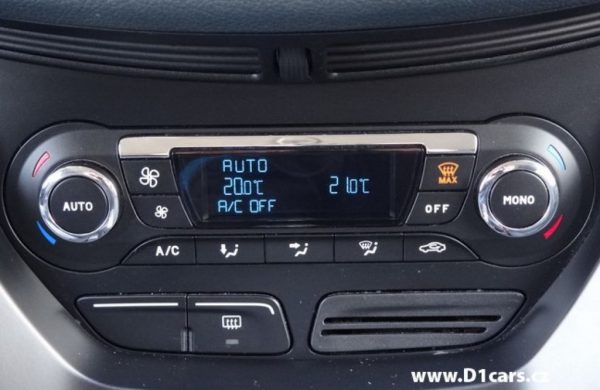 AUTO
20.0°C 21.0°C
A/C OFF
MAX
AUTO
MONO
OFF
A/C
www.D1cars.cz